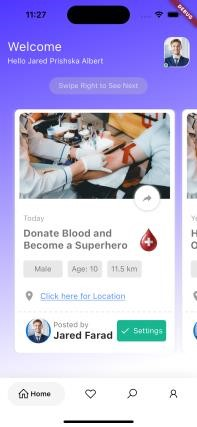 11:27
DEBUG
Welcome
Hello Jared Prishska Albert
Swipe Right to See Next
Today
Donate Blood and
Become a Superhero
Male
Age: 10
11.5 km
Click here for Location
Posted by
Jared Farad
Settings
Home